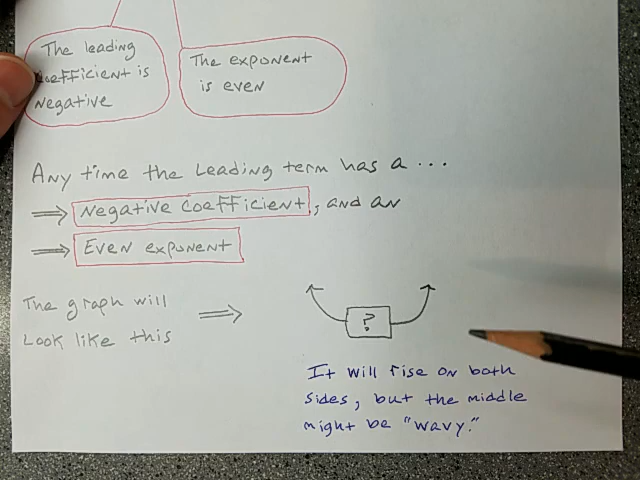 The leading
coefficient is
negative
The exponent
is even
Any time the leading term has a ...
⇒ Negative coefficient, and an
⇒ Even exponent
The graph will
look like this ⇒
?
It will rise on both
sides, but the middle
might be "wavy."